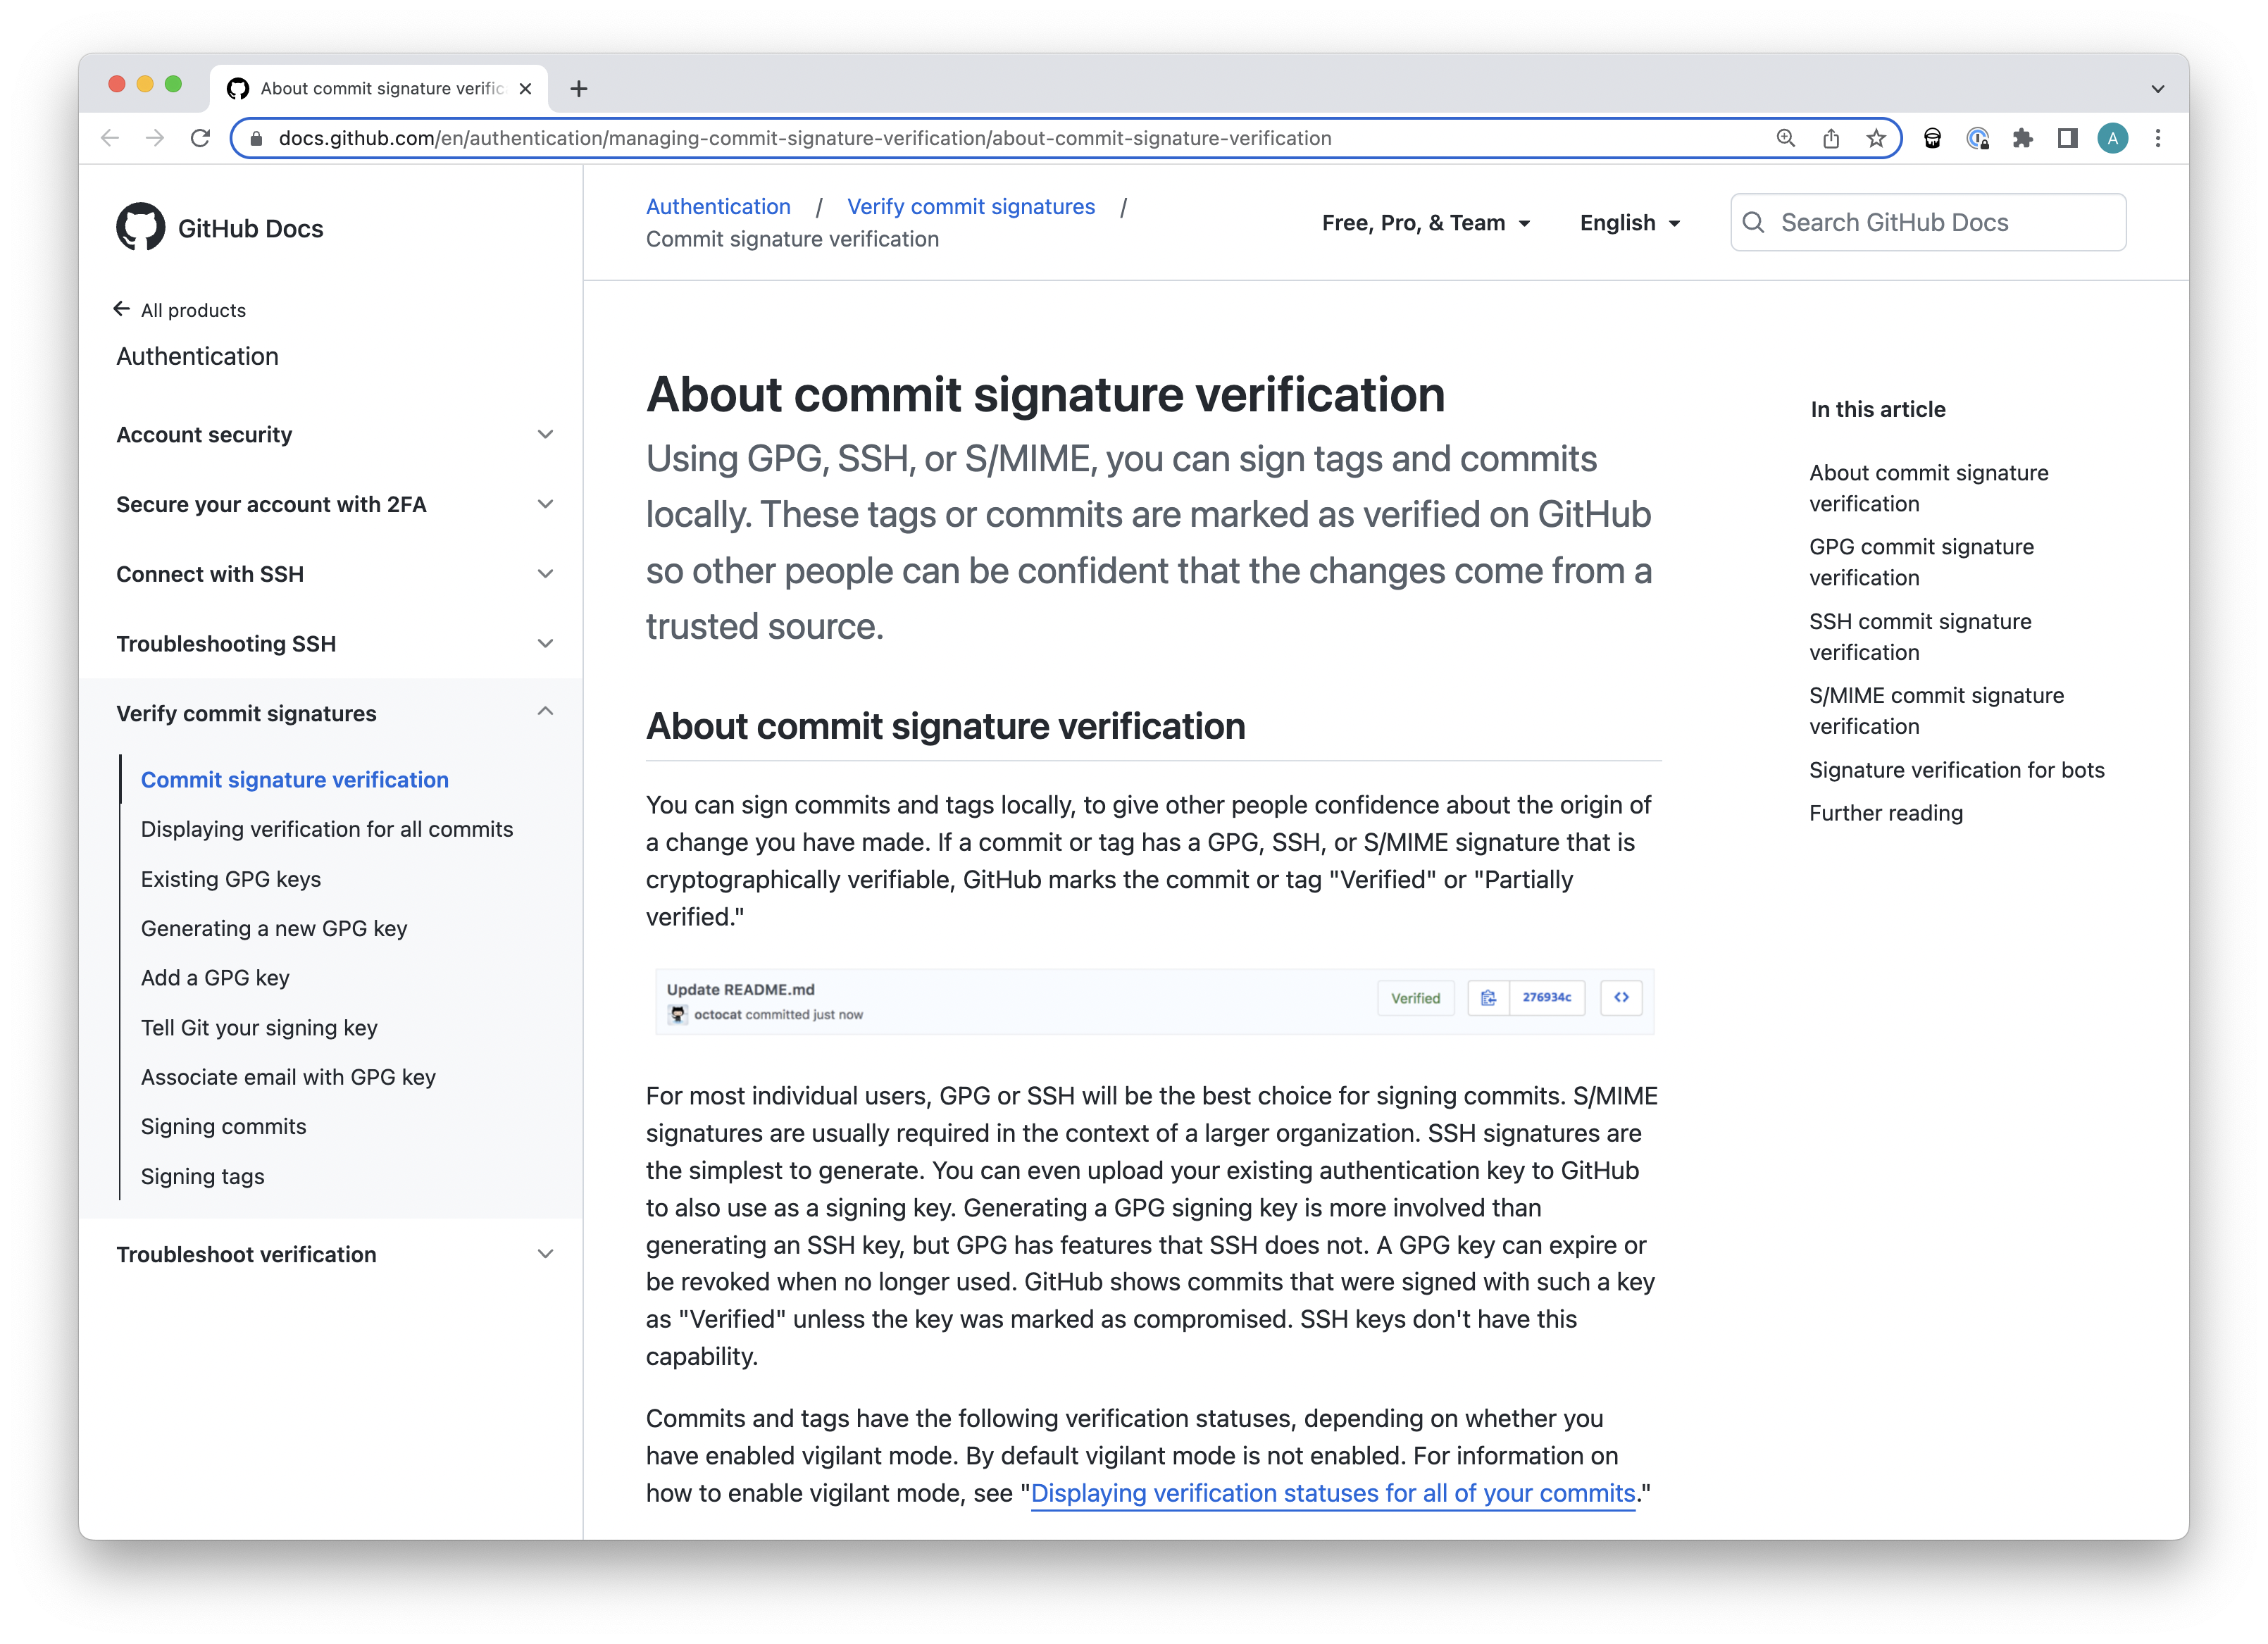 About commit signature verific
docs.github.com/en/authentication/managing-commit-signature-verification/about-commit-signature-verification
A
GitHub Docs
All products
Authentication
Account security
Secure your account with 2FA
Connect with SSH
Troubleshooting SSH
Verify commit signatures
Commit signature verification
Displaying verification for all commits
Existing GPG keys
Generating a new GPG key
Add a GPG key
Tell Git your signing key
Associate email with GPG key
Signing commits
Signing tags
Troubleshoot verification
Authentication / Verify commit signatures /
Commit signature verification
Free, Pro, & Team
English
Search GitHub Docs
About commit signature verification
Using GPG, SSH, or S/MIME, you can sign tags and commits
locally. These tags or commits are marked as verified on GitHub
so other people can be confident that the changes come from a
trusted source.
About commit signature verification
You can sign commits and tags locally, to give other people confidence about the origin of
a change you have made. If a commit or tag has a GPG, SSH, or S/MIME signature that is
cryptographically verifiable, GitHub marks the commit or tag "Verified" or "Partially
verified."
Update README.md
octocat committed just now
Verified
276934c
<>
For most individual users, GPG or SSH will be the best choice for signing commits. S/MIME
signatures are usually required in the context of a larger organization. SSH signatures are
the simplest to generate. You can even upload your existing authentication key to GitHub
to also use as a signing key. Generating a GPG signing key is more involved than
generating an SSH key, but GPG has features that SSH does not. A GPG key can expire or
be revoked when no longer used. GitHub shows commits that were signed with such a key
as "Verified" unless the key was marked as compromised. SSH keys don't have this
capability.
Commits and tags have the following verification statuses, depending on whether you
have enabled vigilant mode. By default vigilant mode is not enabled. For information on
how to enable vigilant mode, see "Displaying verification statuses for all of your commits."
In this article
About commit signature
verification
GPG commit signature
verification
SSH commit signature
verification
S/MIME commit signature
verification
Signature verification for bots
Further reading